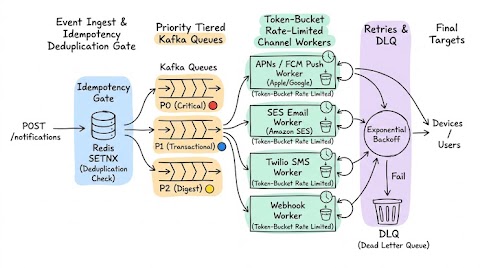 Event Ingest &
Idempotency
Deduplication Gate
Priority Tiered
Kafka Queues
Token-Bucket
Rate-Limited
Channel Workers
Retries &
DLQ
Final
Targets
POST
/notifications
Idempotency
Gate
Redis
SETNX
(Deduplication
Check)
Kafka Queues
P0 (Critical)
P1 (Transactional)
P2 (Digest)
APNs / FCM Push
Worker
(Apple/Google)
(Token-Bucket Rate Limited)
SES Email
Worker
(Amazon SES)
(Token-Bucket Rate Limited)
Twilio SMS
Worker
(Token-Bucket Rate Limited)
Webhook
Worker
(Token-Bucket Rate Limited)
Exponential
Backoff
Fail
DLQ
(Dead Letter Queue)
Devices /
Users